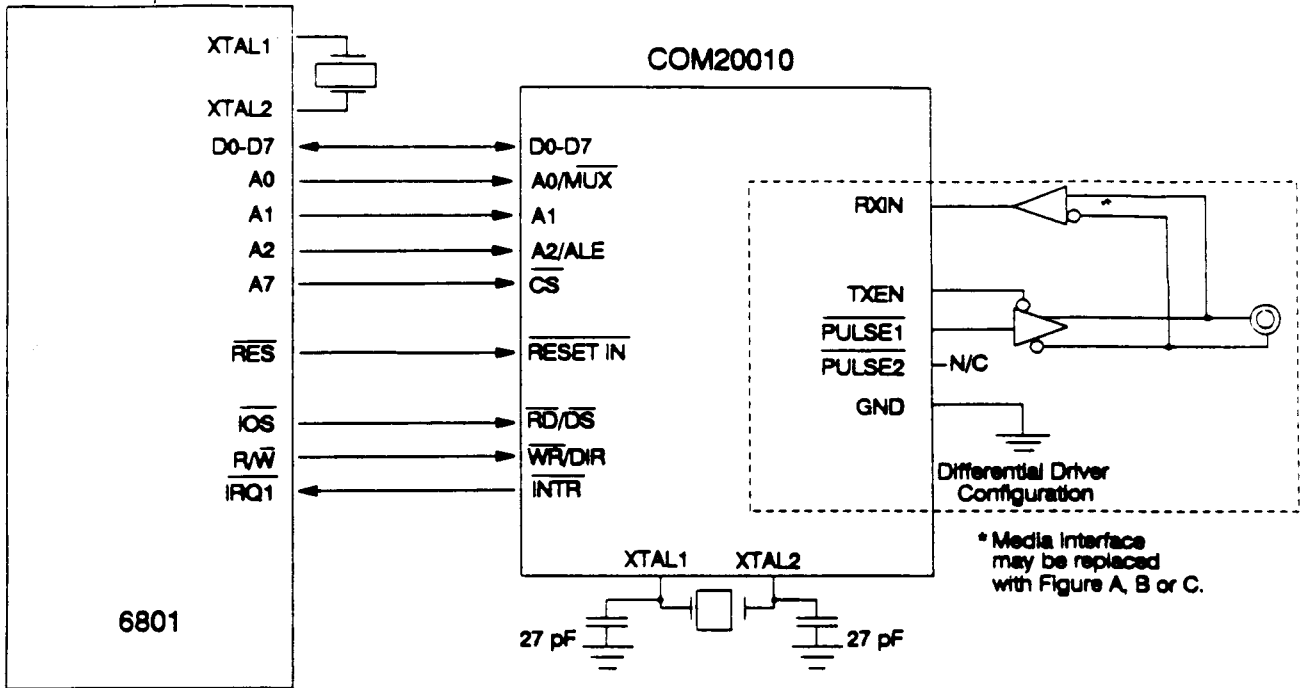 COM20010
XTAL1
XTAL2
D0-D7
A0
A1
A2
A7
RES
IOS
R/W
IRQ1
6801
D0-D7
A0/MUX
A1
A2/ALE
CS
RESET IN
RD/DS
WR/DIR
INTR
RXIN
TXEN
PULSE1
PULSE2
N/C
GND
*
Differential Driver
Configuration
XTAL1 XTAL2
27 pF 27 pF
* Media Interface
may be replaced
with Figure A, B or C.